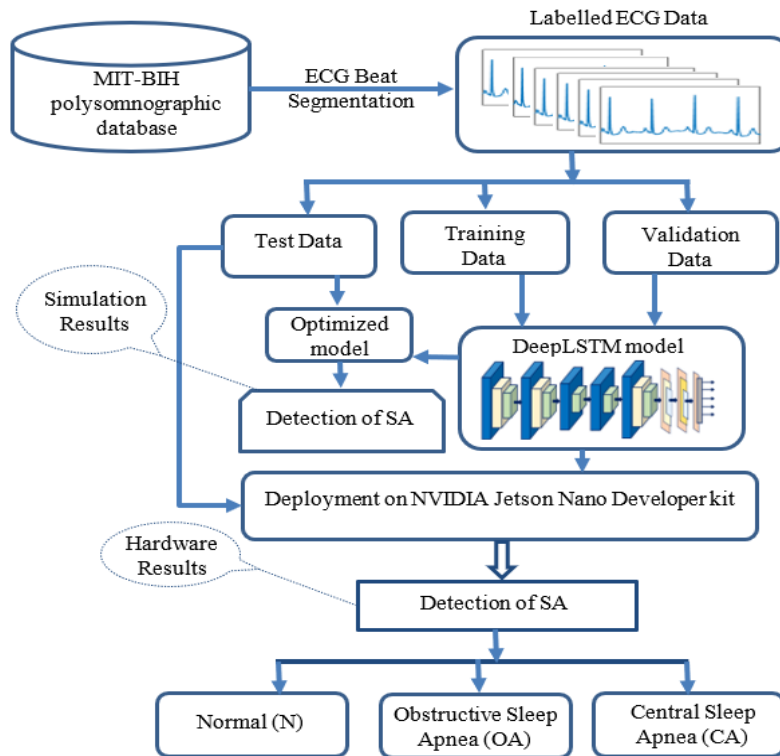 Labelled ECG Data
MIT-BIH
polysomnographic
database
ECG Beat
Segmentation
Test Data
Training
Data
Validation
Data
Simulation
Results
Optimized
model
DeepLSTM model
Detection of SA
Deployment on NVIDIA Jetson Nano Developer kit
Hardware
Results
Detection of SA
Normal (N)
Obstructive Sleep
Apnea (OA)
Central Sleep
Apnea (CA)